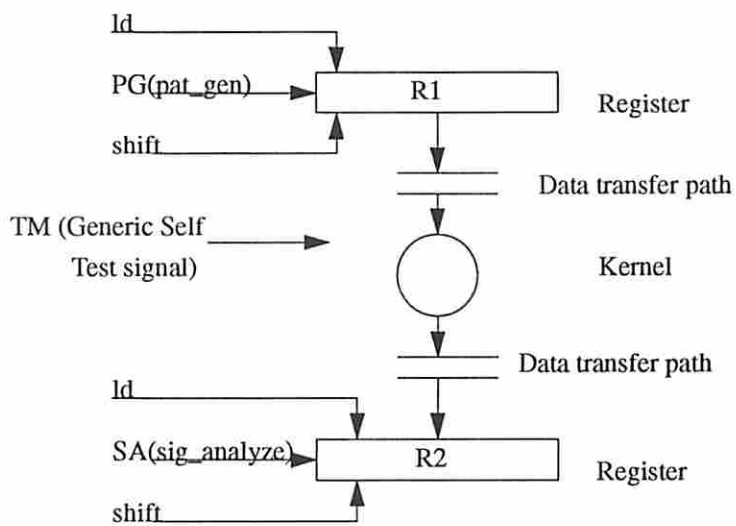 ld
PG(pat_gen)
R1
Register
shift
Data transfer path
TM (Generic Self
Test signal)
Kernel
Data transfer path
ld
SA(sig_analyze)
R2
Register
shift